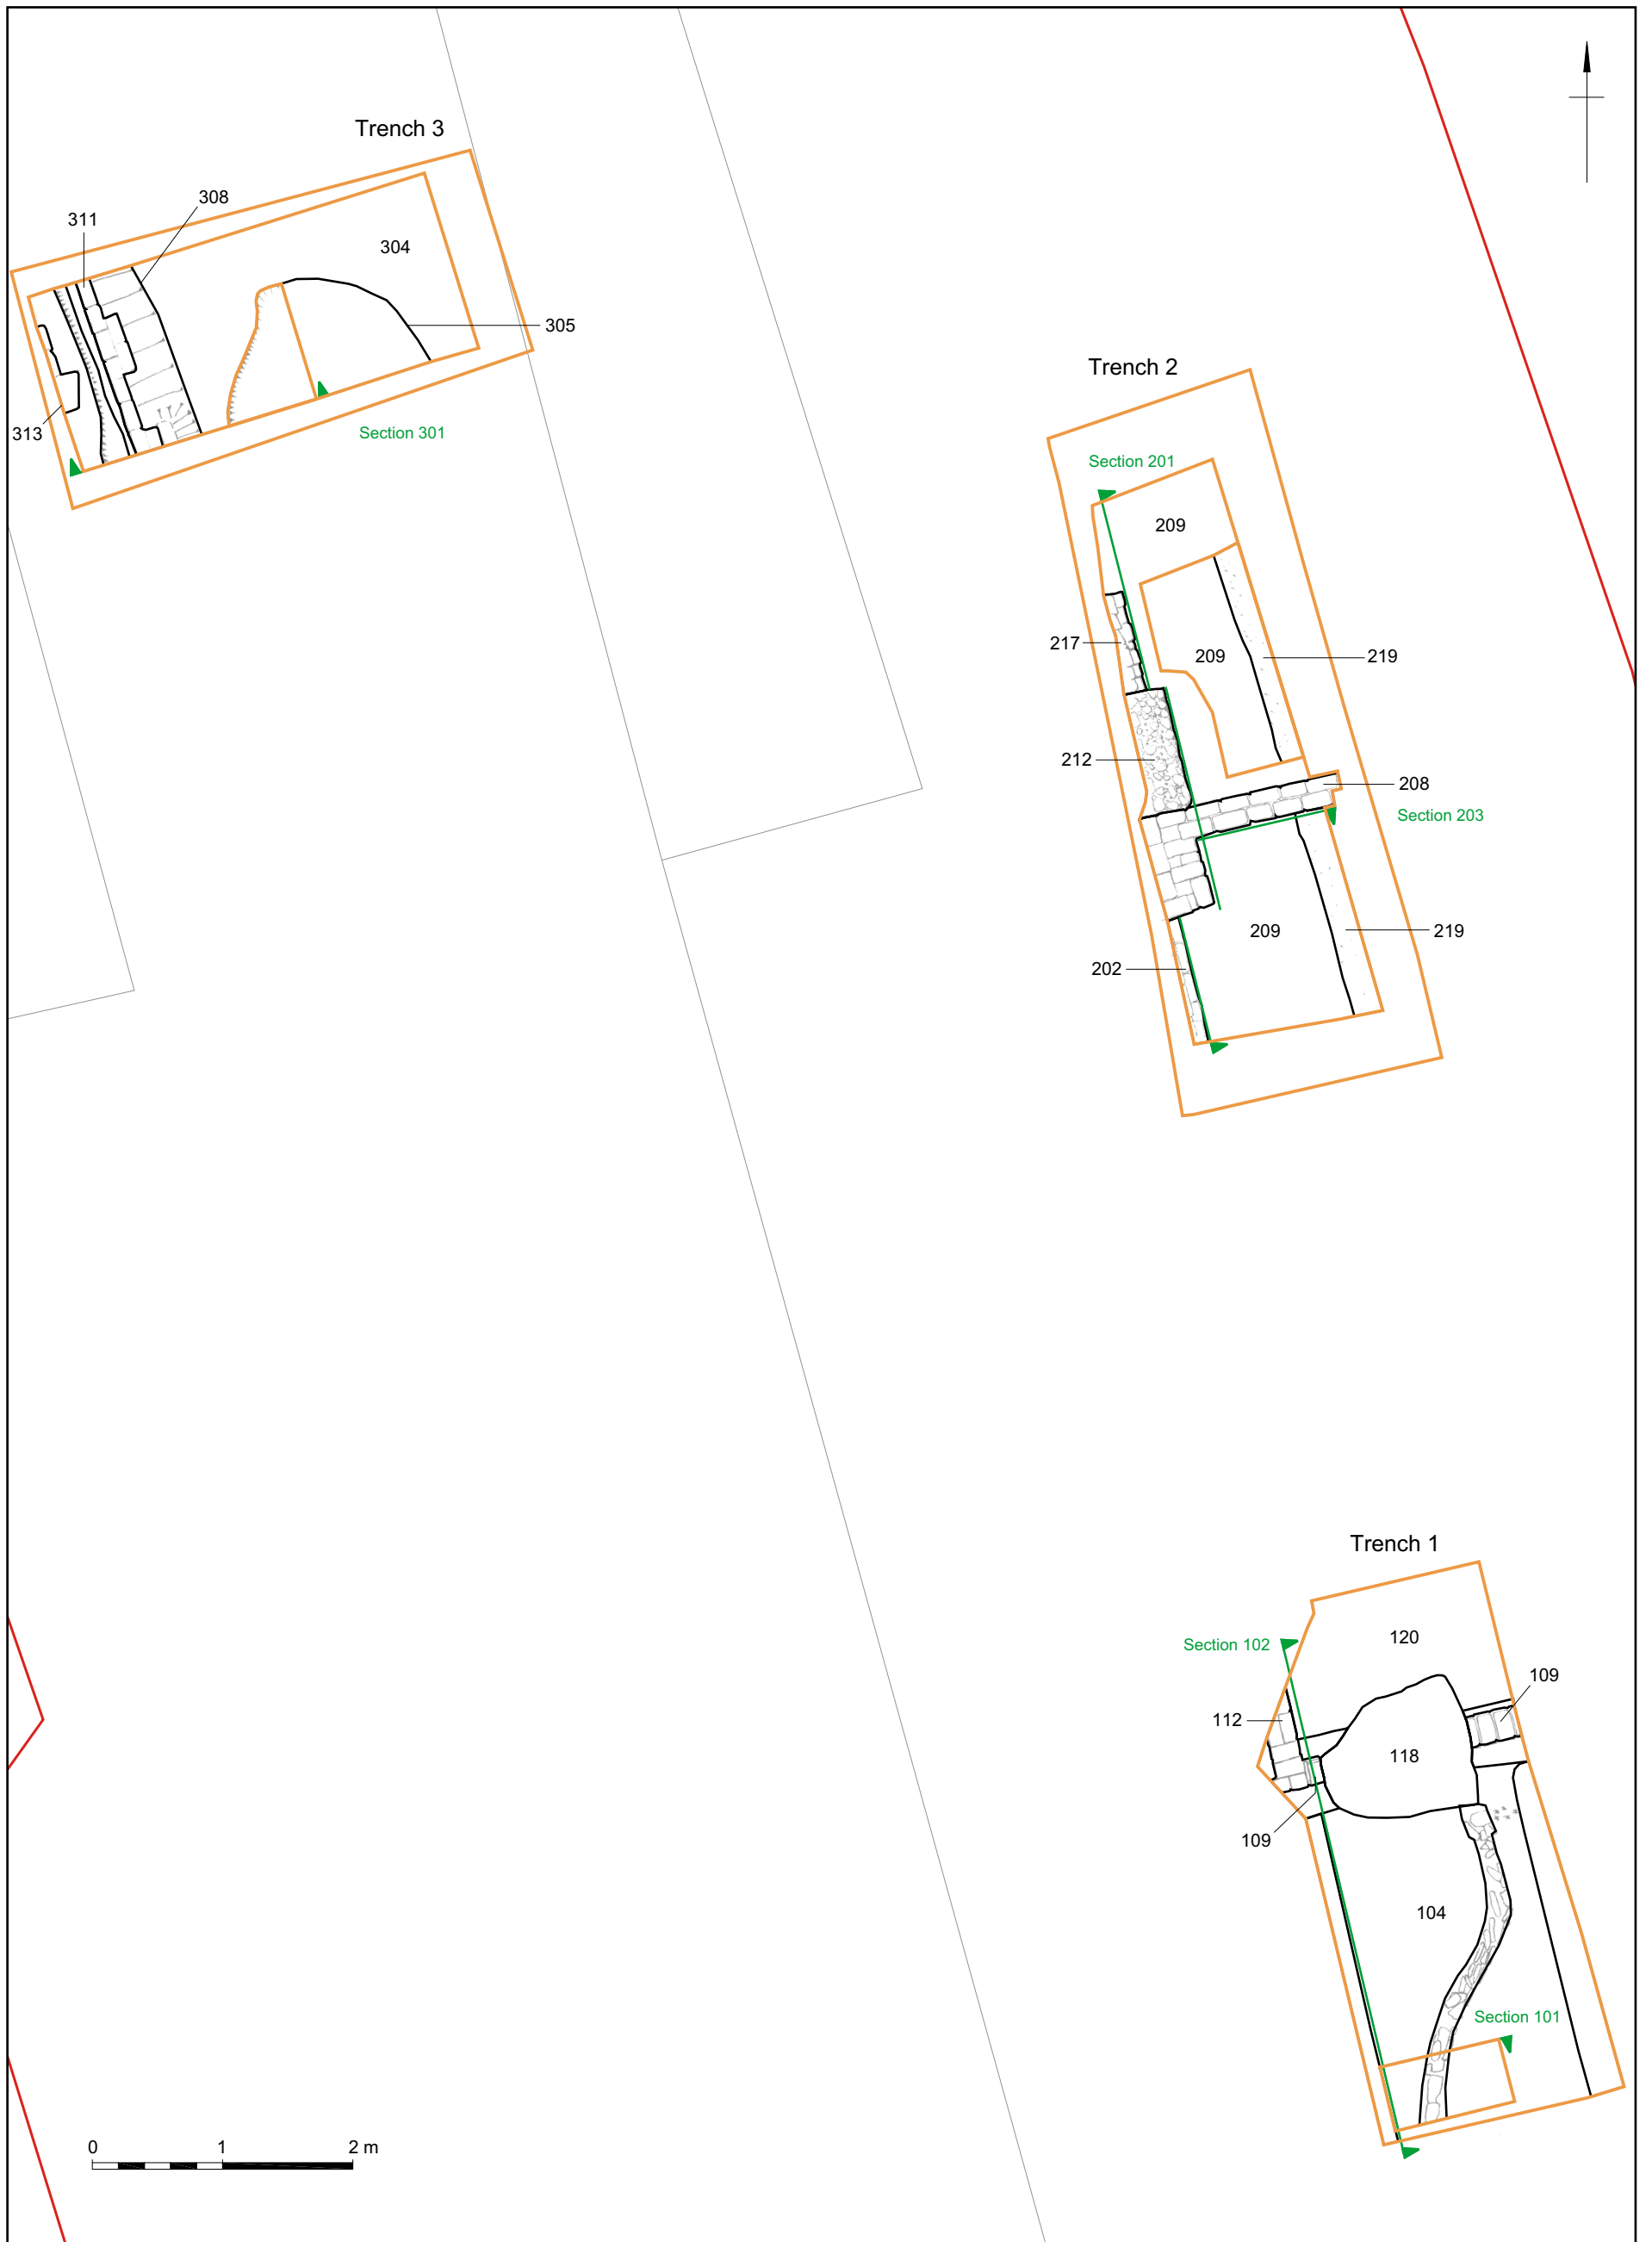 Trench 3
308
311
304
305
313
Section 301
Trench 2
Section 201
209
217
209
219
212
208
Section 203
209
219
202
Trench 1
120
Section 102
109
112
118
109
104
Section 101
0 1 2 m